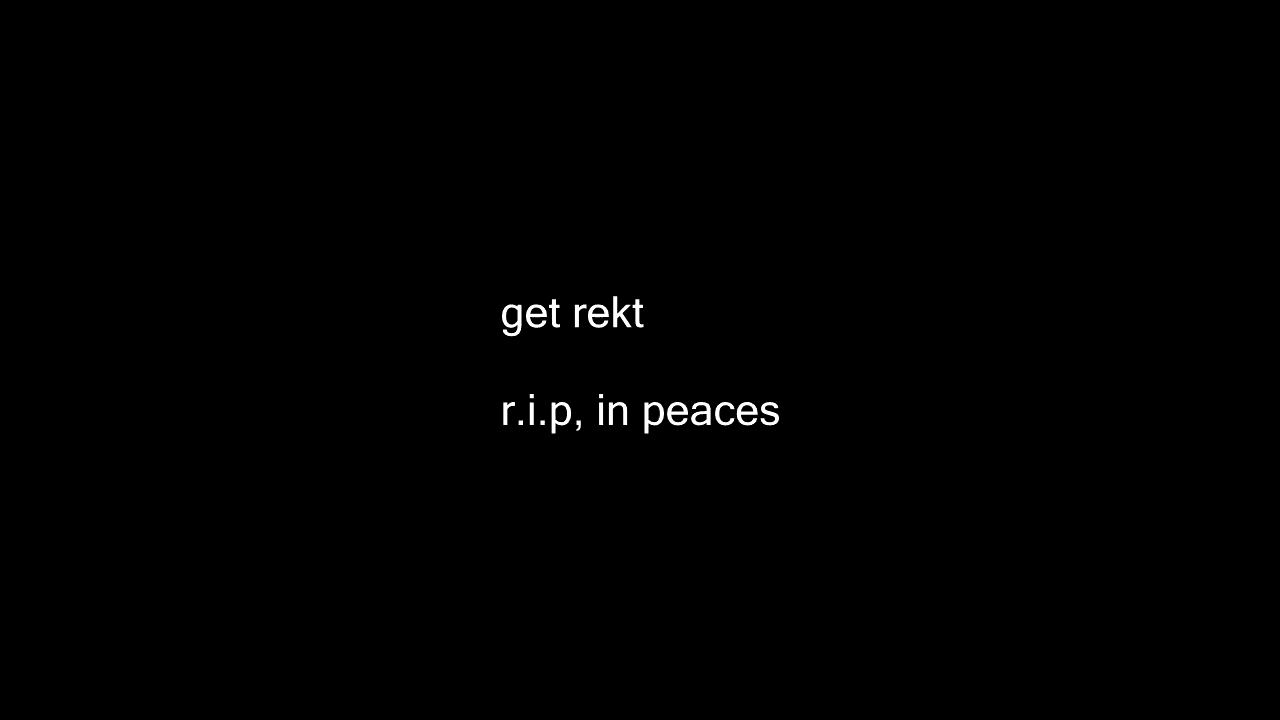 get rekt
r.i.p, in peaces